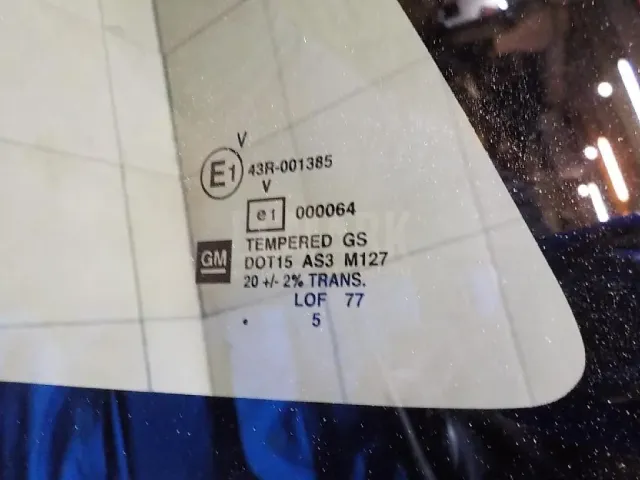 V
E1 43R-001385
V
e1 000064
TEMPERED GS
GM DOT15 AS3 M127
20 +/- 2% TRANS.
LOF 77
. 5